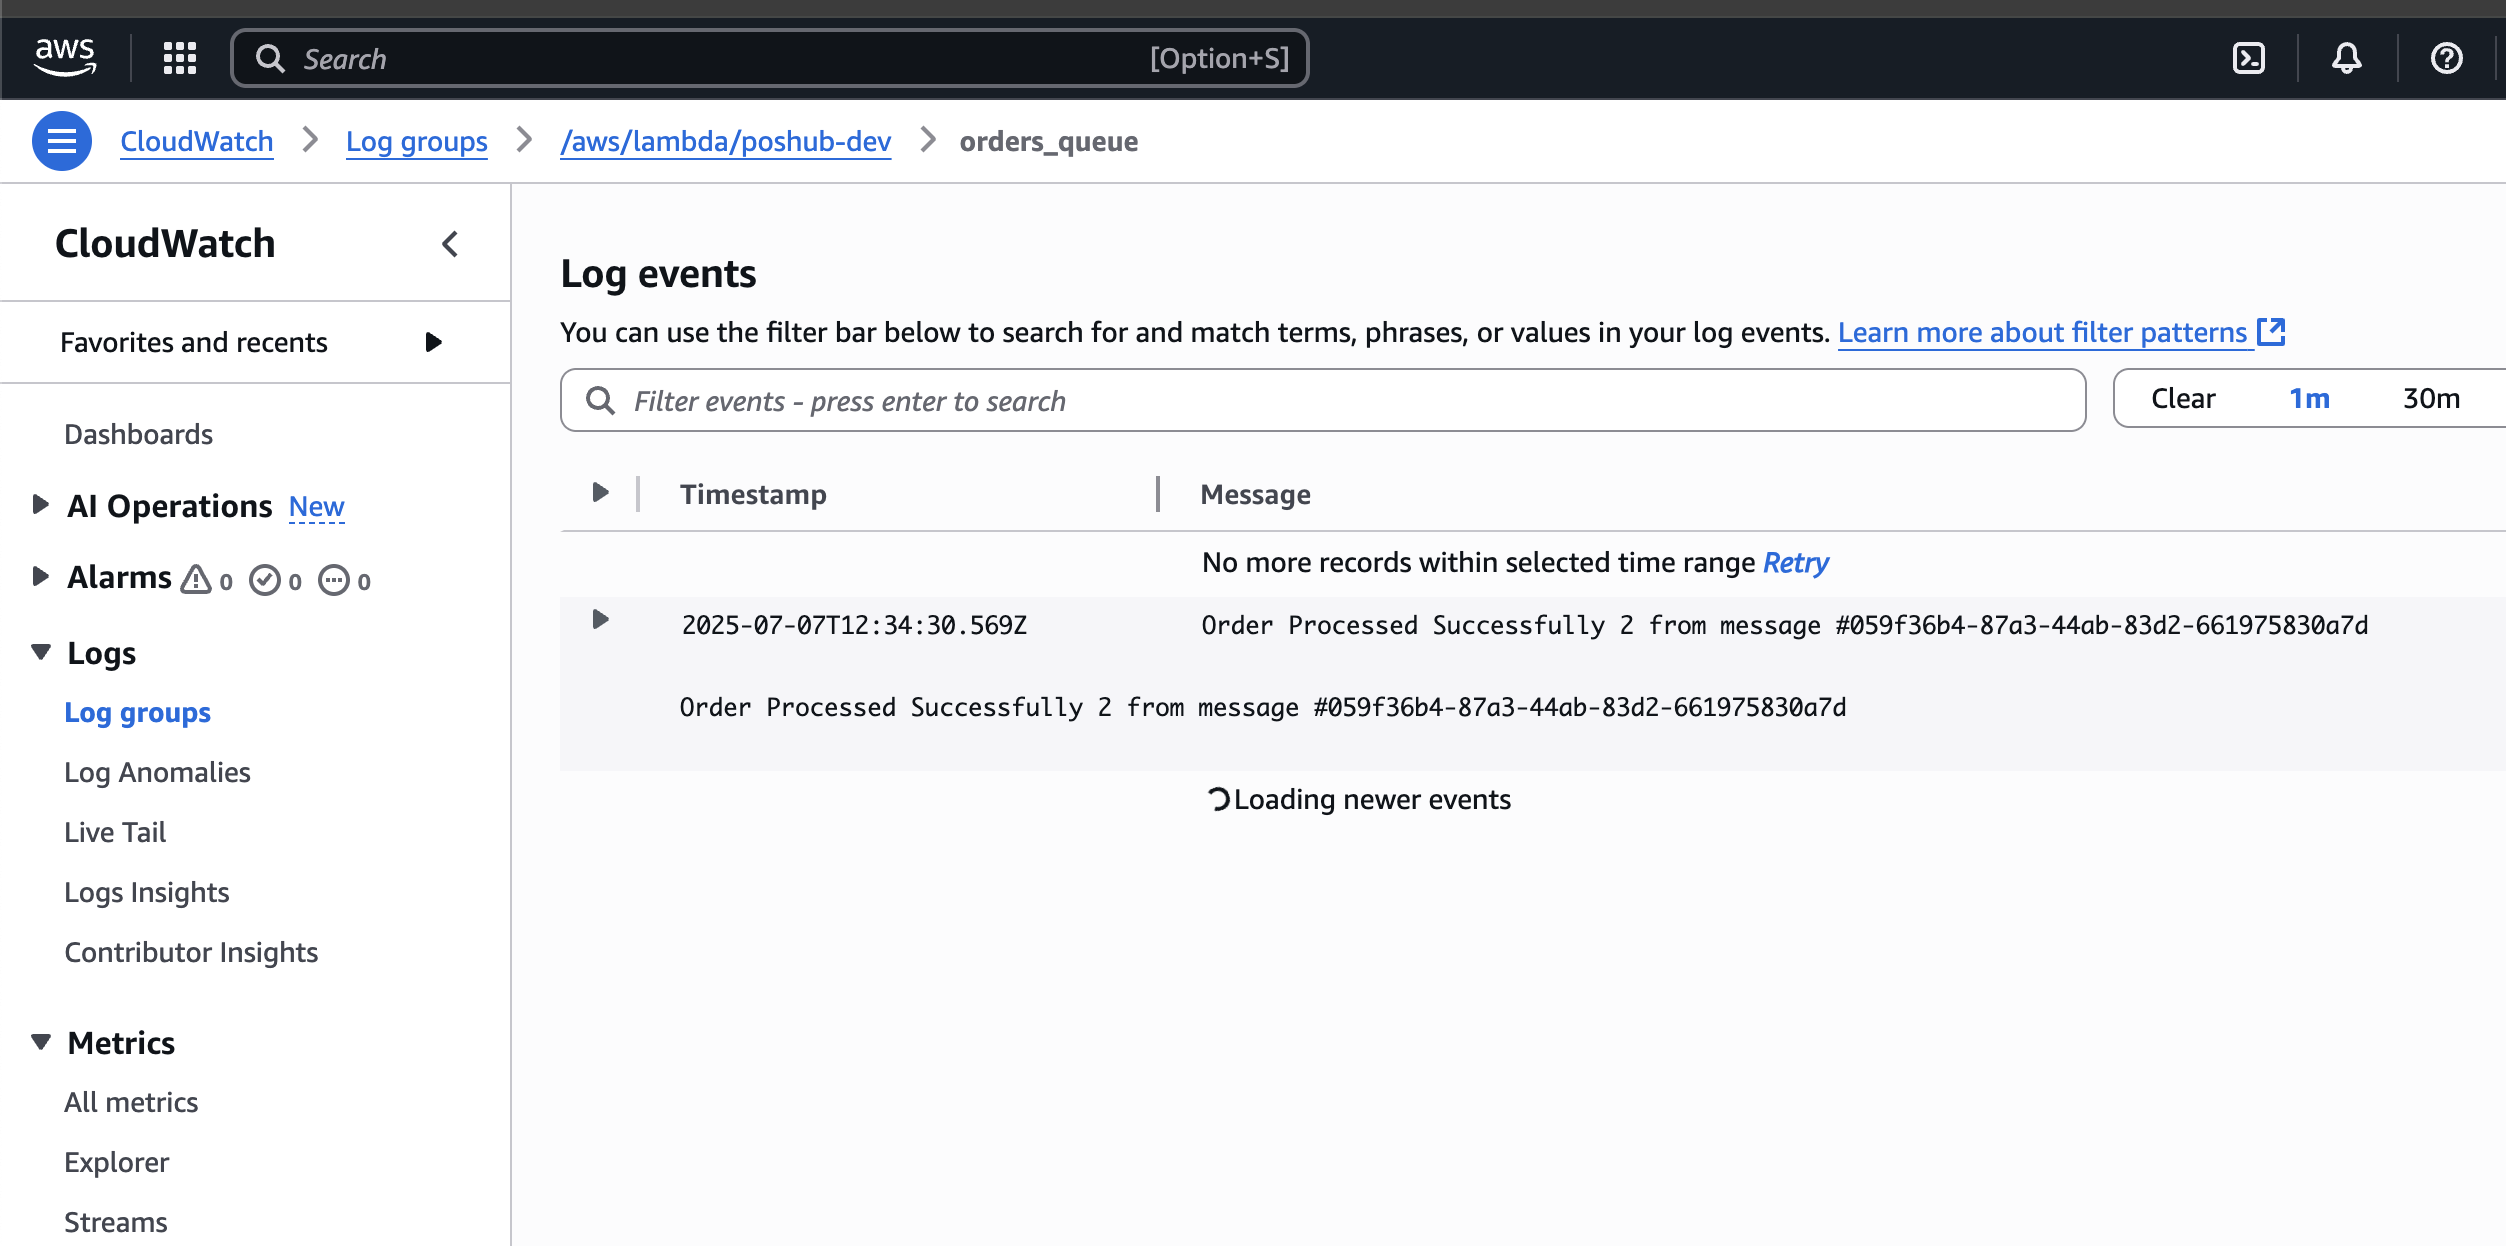 aws
Search [Option+S]
CloudWatch Log groups /aws/lambda/poshub-dev orders_queue
CloudWatch
Favorites and recents
Dashboards
AI Operations New
Alarms 0 0 0
Logs
Log groups
Log Anomalies
Live Tail
Logs Insights
Contributor Insights
Metrics
All metrics
Explorer
Streams
Log events
You can use the filter bar below to search for and match terms, phrases, or values in your log events. Learn more about filter patterns
Filter events - press enter to search
Clear 1m 30m
Timestamp Message
No more records within selected time range Retry
2025-07-07T12:34:30.569Z Order Processed Successfully 2 from message #059f36b4-87a3-44ab-83d2-661975830a7d
Order Processed Successfully 2 from message #059f36b4-87a3-44ab-83d2-661975830a7d
Loading newer events